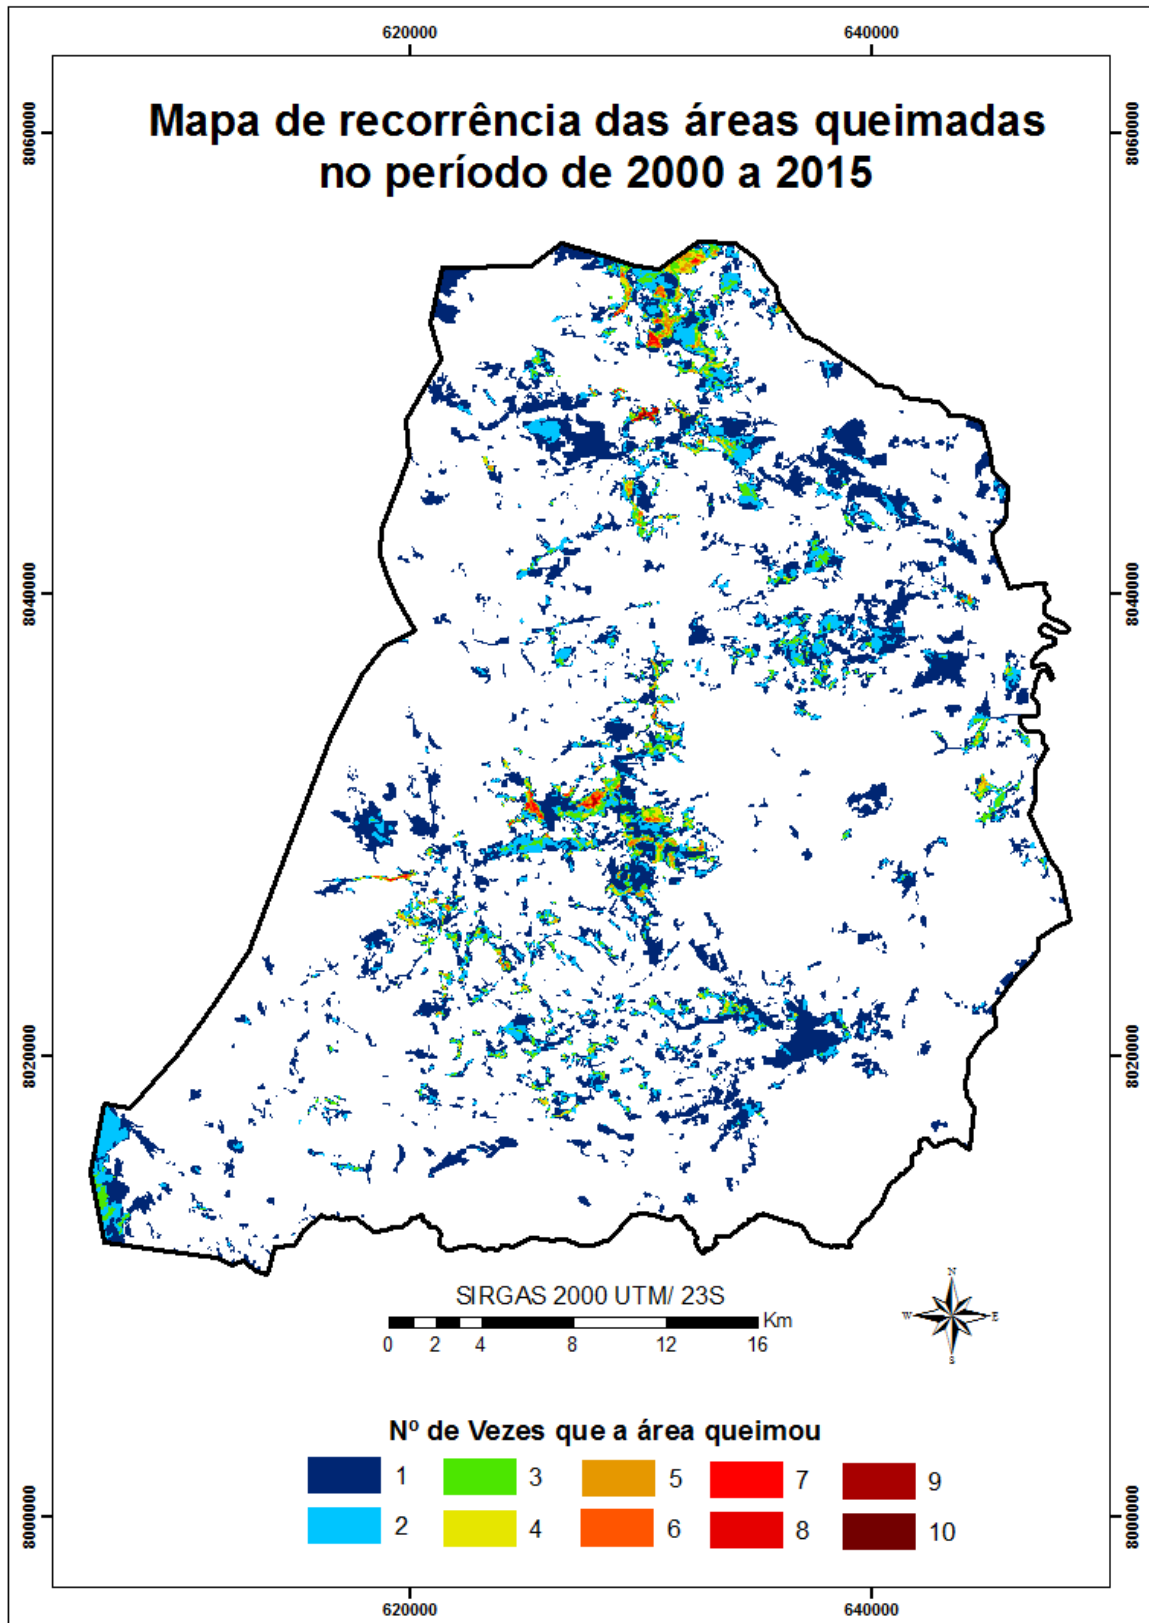 620000 640000
Mapa de recorrência das áreas queimadas
no período de 2000 a 2015
8060000 8060000
8040000 8040000
8020000 8020000
N
W E
S
SIRGAS 2000 UTM/ 23S
Km
0 2 4 8 12 16
Nº de Vezes que a área queimou
1 3 5 7 9
2 4 6 8 10
8000000 8000000
620000 640000